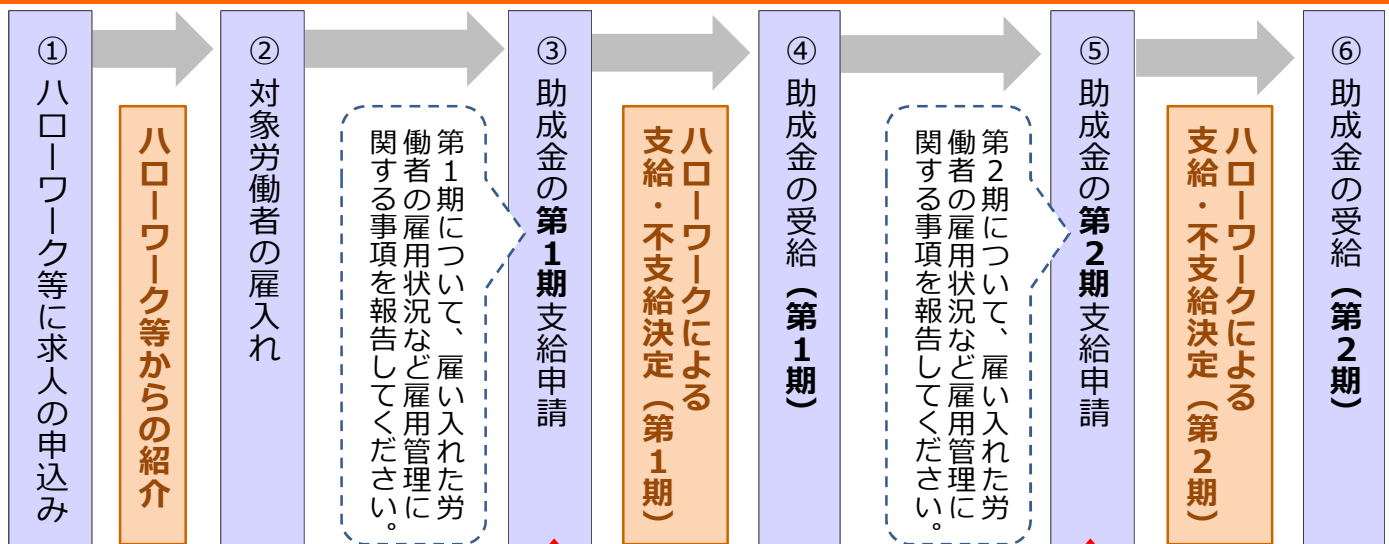 ①ハローワーク等に求人の申込み
ハローワーク等からの紹介
②対象労働者の雇入れ
第1期について、雇い入れた労
働者の雇用状況など雇用管理に
関する事項を報告してください。
③助成金の第1期支給申請
ハローワークによる
支給・不支給決定（第1期）
④助成金の受給（第1期）
第2期について、雇い入れた労
働者の雇用状況など雇用管理に
関する事項を報告してください。
⑤助成金の第2期支給申請
ハローワークによる
支給・不支給決定（第2期）
⑥助成金の受給（第2期）